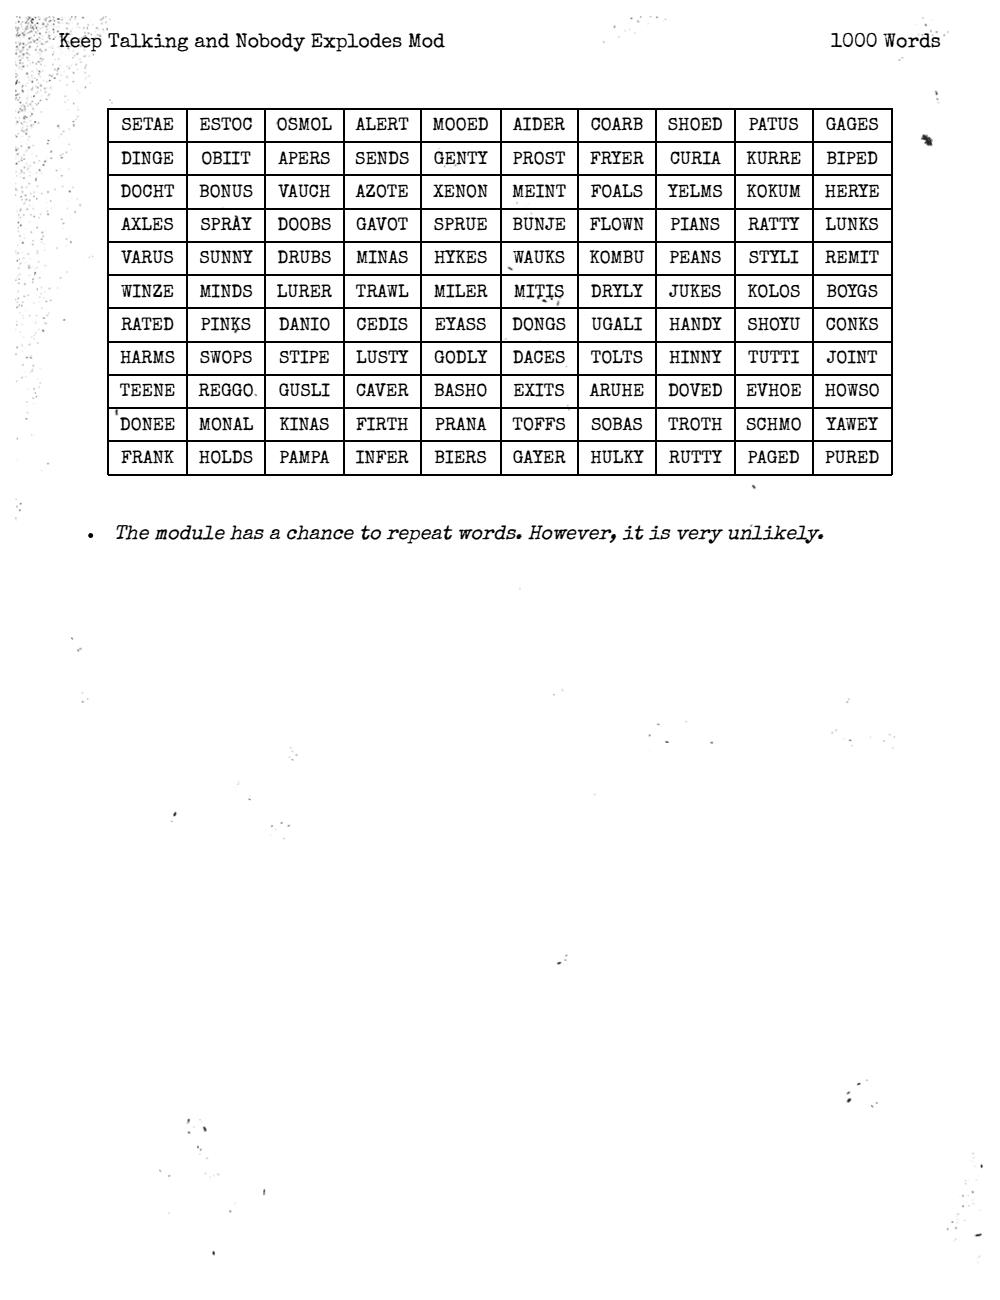 Keep Talking and Nobody Explodes Mod 1000 Words
SETAE ESTOC OSMOL ALERT MOOED AIDER COARB SHOED PATUS GAGES
DINGE OBIIT APERS SENDS GENTY PROST FRYER CURIA KURRE BIPED
DOCHT BONUS VAUCH AZOTE XENON MEINT FOALS YELMS KOKUM HERYE
AXLES SPRAY DOOBS GAVOT SPRUE BUNJE FLOWN PIANS RATTY LUNKS
VARUS SUNNY DRUBS MINAS HYKES WAUKS KOMBU PEANS STYLI REMIT
WINZE MINDS LURER TRAWL MILER MITIS DRYLY JUKES KOLOS BOYGS
RATED PINKS DANIO CEDIS EYASS DONGS UGALI HANDY SHOYU CONKS
HARMS SWOPS STIPE LUSTY GODLY DACES TOLTS HINNY TUTTI JOINT
TEENE REGGO GUSLI CAVER BASHO EXITS ARUHE DOVED EVHOE HOWSO
DONEE MONAL KINAS FIRTH PRANA TOFFS SOBAS TROTH SCHMO YAWEY
FRANK HOLDS PAMPA INFER BIERS GAYER HULKY RUTTY PAGED PURED
• The module has a chance to repeat words. However, it is very unlikely.